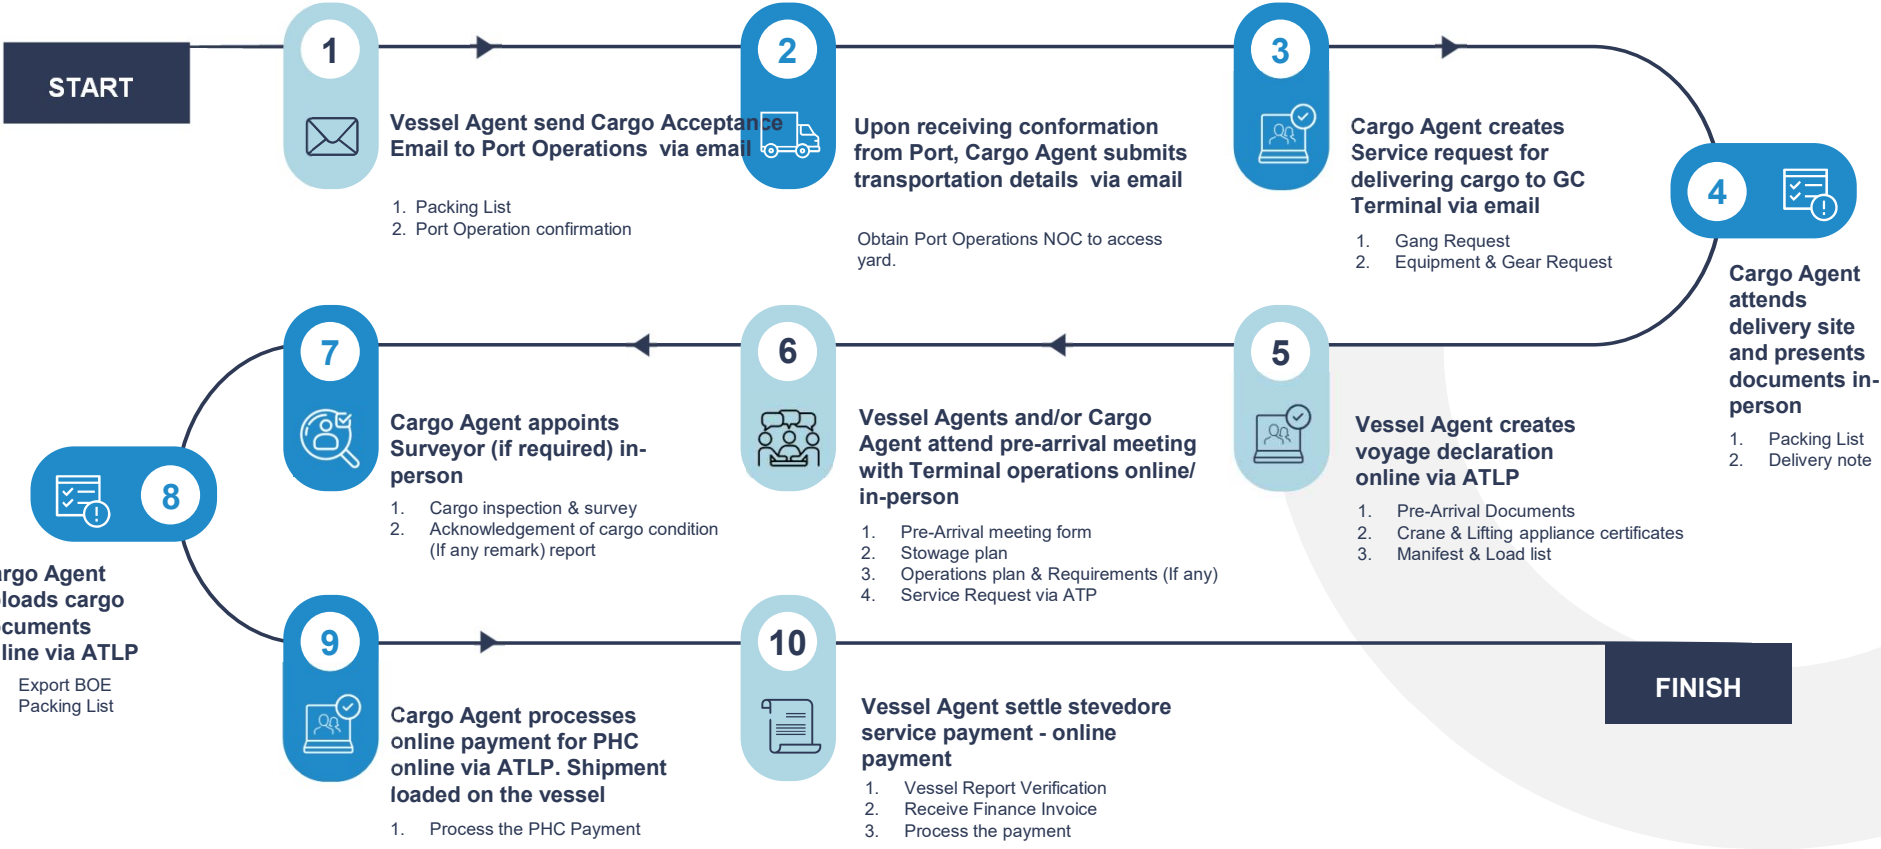 START
1
Vessel Agent send Cargo Acceptance
Email to Port Operations via email
1. Packing List
2. Port Operation confirmation
2
Upon receiving conformation
from Port, Cargo Agent submits
transportation details via email
Obtain Port Operations NOC to access
yard.
3
Cargo Agent creates
Service request for
delivering cargo to GC
Terminal via email
1. Gang Request
2. Equipment & Gear Request
4
Cargo Agent
attends
delivery site
and presents
documents in-
person
1. Packing List
2. Delivery note
5
Vessel Agent creates
voyage declaration
online via ATLP
1. Pre-Arrival Documents
2. Crane & Lifting appliance certificates
3. Manifest & Load list
6
Vessel Agents and/or Cargo
Agent attend pre-arrival meeting
with Terminal operations online/
in-person
1. Pre-Arrival meeting form
2. Stowage plan
3. Operations plan & Requirements (If any)
4. Service Request via ATP
7
Cargo Agent appoints
Surveyor (if required) in-
person
1. Cargo inspection & survey
2. Acknowledgement of cargo condition
(If any remark) report
8
argo Agent
loads cargo
cuments
line via ATLP
Export BOE
Packing List
9
Cargo Agent processes
online payment for PHC
online via ATLP. Shipment
loaded on the vessel
1. Process the PHC Payment
10
Vessel Agent settle stevedore
service payment - online
payment
1. Vessel Report Verification
2. Receive Finance Invoice
3. Process the payment
FINISH